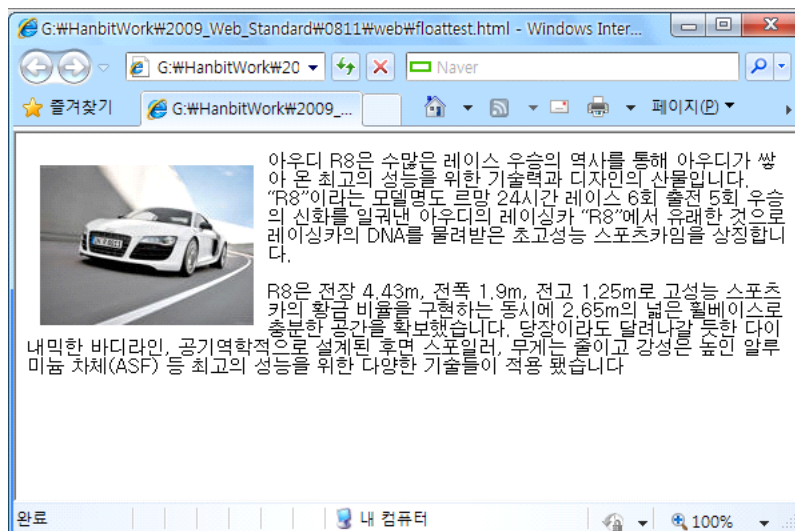 G:₩HanbitWork₩2009_Web_Standard₩0811₩web₩floattest.html - Windows Inter...
G:₩HanbitWork₩20
Naver
즐겨찾기
G:₩HanbitWork₩2009_...
페이지(P)
아우디 R8은 수많은 레이스 우승의 역사를 통해 아우디가 쌓
아 온 최고의 성능을 위한 기술력과 디자인의 산물입니다.
“R8”이라는 모델명도 르망 24시간 레이스 6회 출전 5회 우승
의 신화를 일궈낸 아우디의 레이싱카 “R8”에서 유래한 것으로
레이싱카의 DNA를 물려받은 초고성능 스포츠카임을 상징합니
다.
R8은 전장 4.43m, 전폭 1.9m, 전고 1.25m로 고성능 스포츠
카의 황금 비율을 구현하는 동시에 2.65m의 넓은 휠베이스로
충분한 공간을 확보했습니다. 당장이라도 달려나갈 듯한 다이
내믹한 바디라인, 공기역학적으로 설계된 후면 스포일러, 무게는 줄이고 강성은 높인 알루
미늄 차체(ASF) 등 최고의 성능을 위한 다양한 기술들이 적용 됐습니다
완료
내 컴퓨터
100%